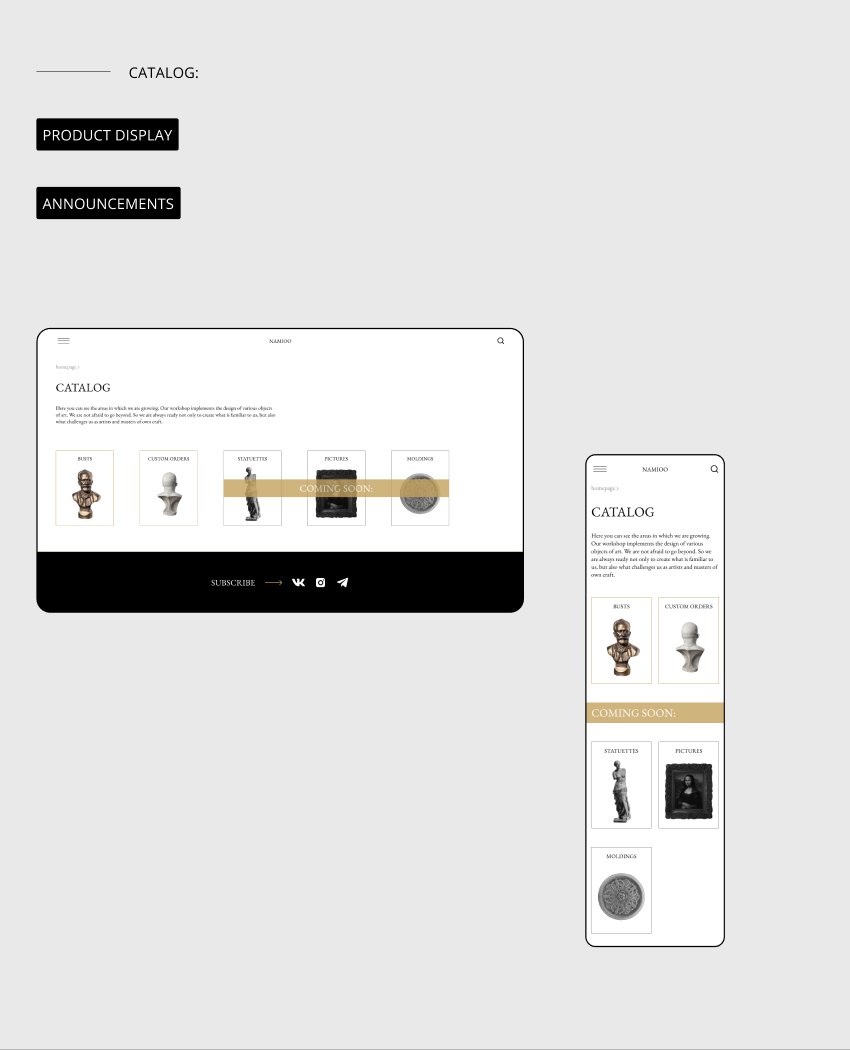 CATALOG:
PRODUCT DISPLAY
ANNOUNCEMENTS
NAMIOO
homepage >
CATALOG
Here you can see the areas in which we are growing. Our workshop implements the design of various objects
of art. We are not afraid to go beyond. So we are always ready not only to create what is familiar to us, but also
what challenges us as artists and masters of own craft.
BUSTS
CUSTOM ORDERS
STATUETTES
PICTURES
MOLDINGS
COMING SOON:
SUBSCRIBE
NAMIOO
homepage >
CATALOG
Here you can see the areas in which we are growing.
Our workshop implements the design of various
objects of art. We are not afraid to go beyond. So we
are always ready not only to create what is familiar to
us, but also what challenges us as artists and masters of
own craft.
BUSTS
CUSTOM ORDERS
COMING SOON:
STATUETTES
PICTURES
MOLDINGS